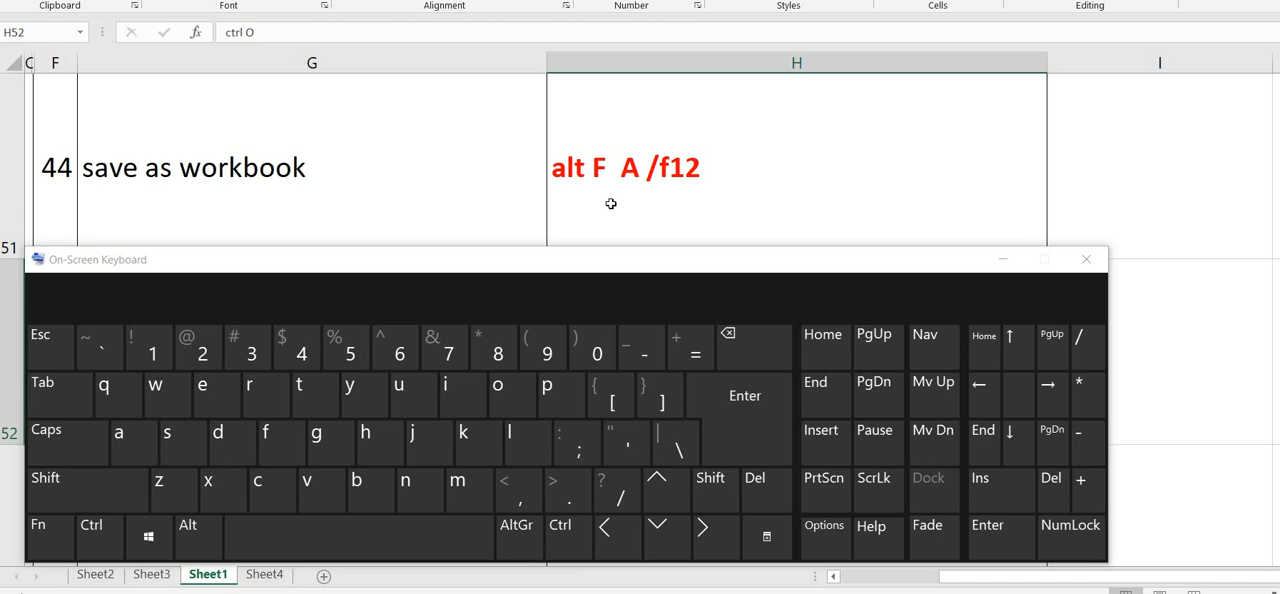 Clipboard Font Alignment Number Styles Cells Editing
H52 fx ctrl O
C F G H I
44 save as workbook alt F A /f12
51
On-Screen Keyboard
Esc ~ ` ! 1 @ 2 # 3 $ 4 % 5 ^ 6 & 7 * 8 ( 9 ) 0 _ - + = Home PgUp Nav Home ↑ PgUp /
Tab q w e r t y u i o p { [ } ] Enter End PgDn Mv Up ← → *
52 Caps a s d f g h j k l : ; " ' | \ Insert Pause Mv Dn End ↓ PgDn -
Shift z x c v b n m < , > . ? / Shift Del PrtScn ScrLk Dock Ins Del +
Fn Ctrl Alt AltGr Ctrl Options Help Fade Enter NumLock
Sheet2 Sheet3 Sheet1 Sheet4